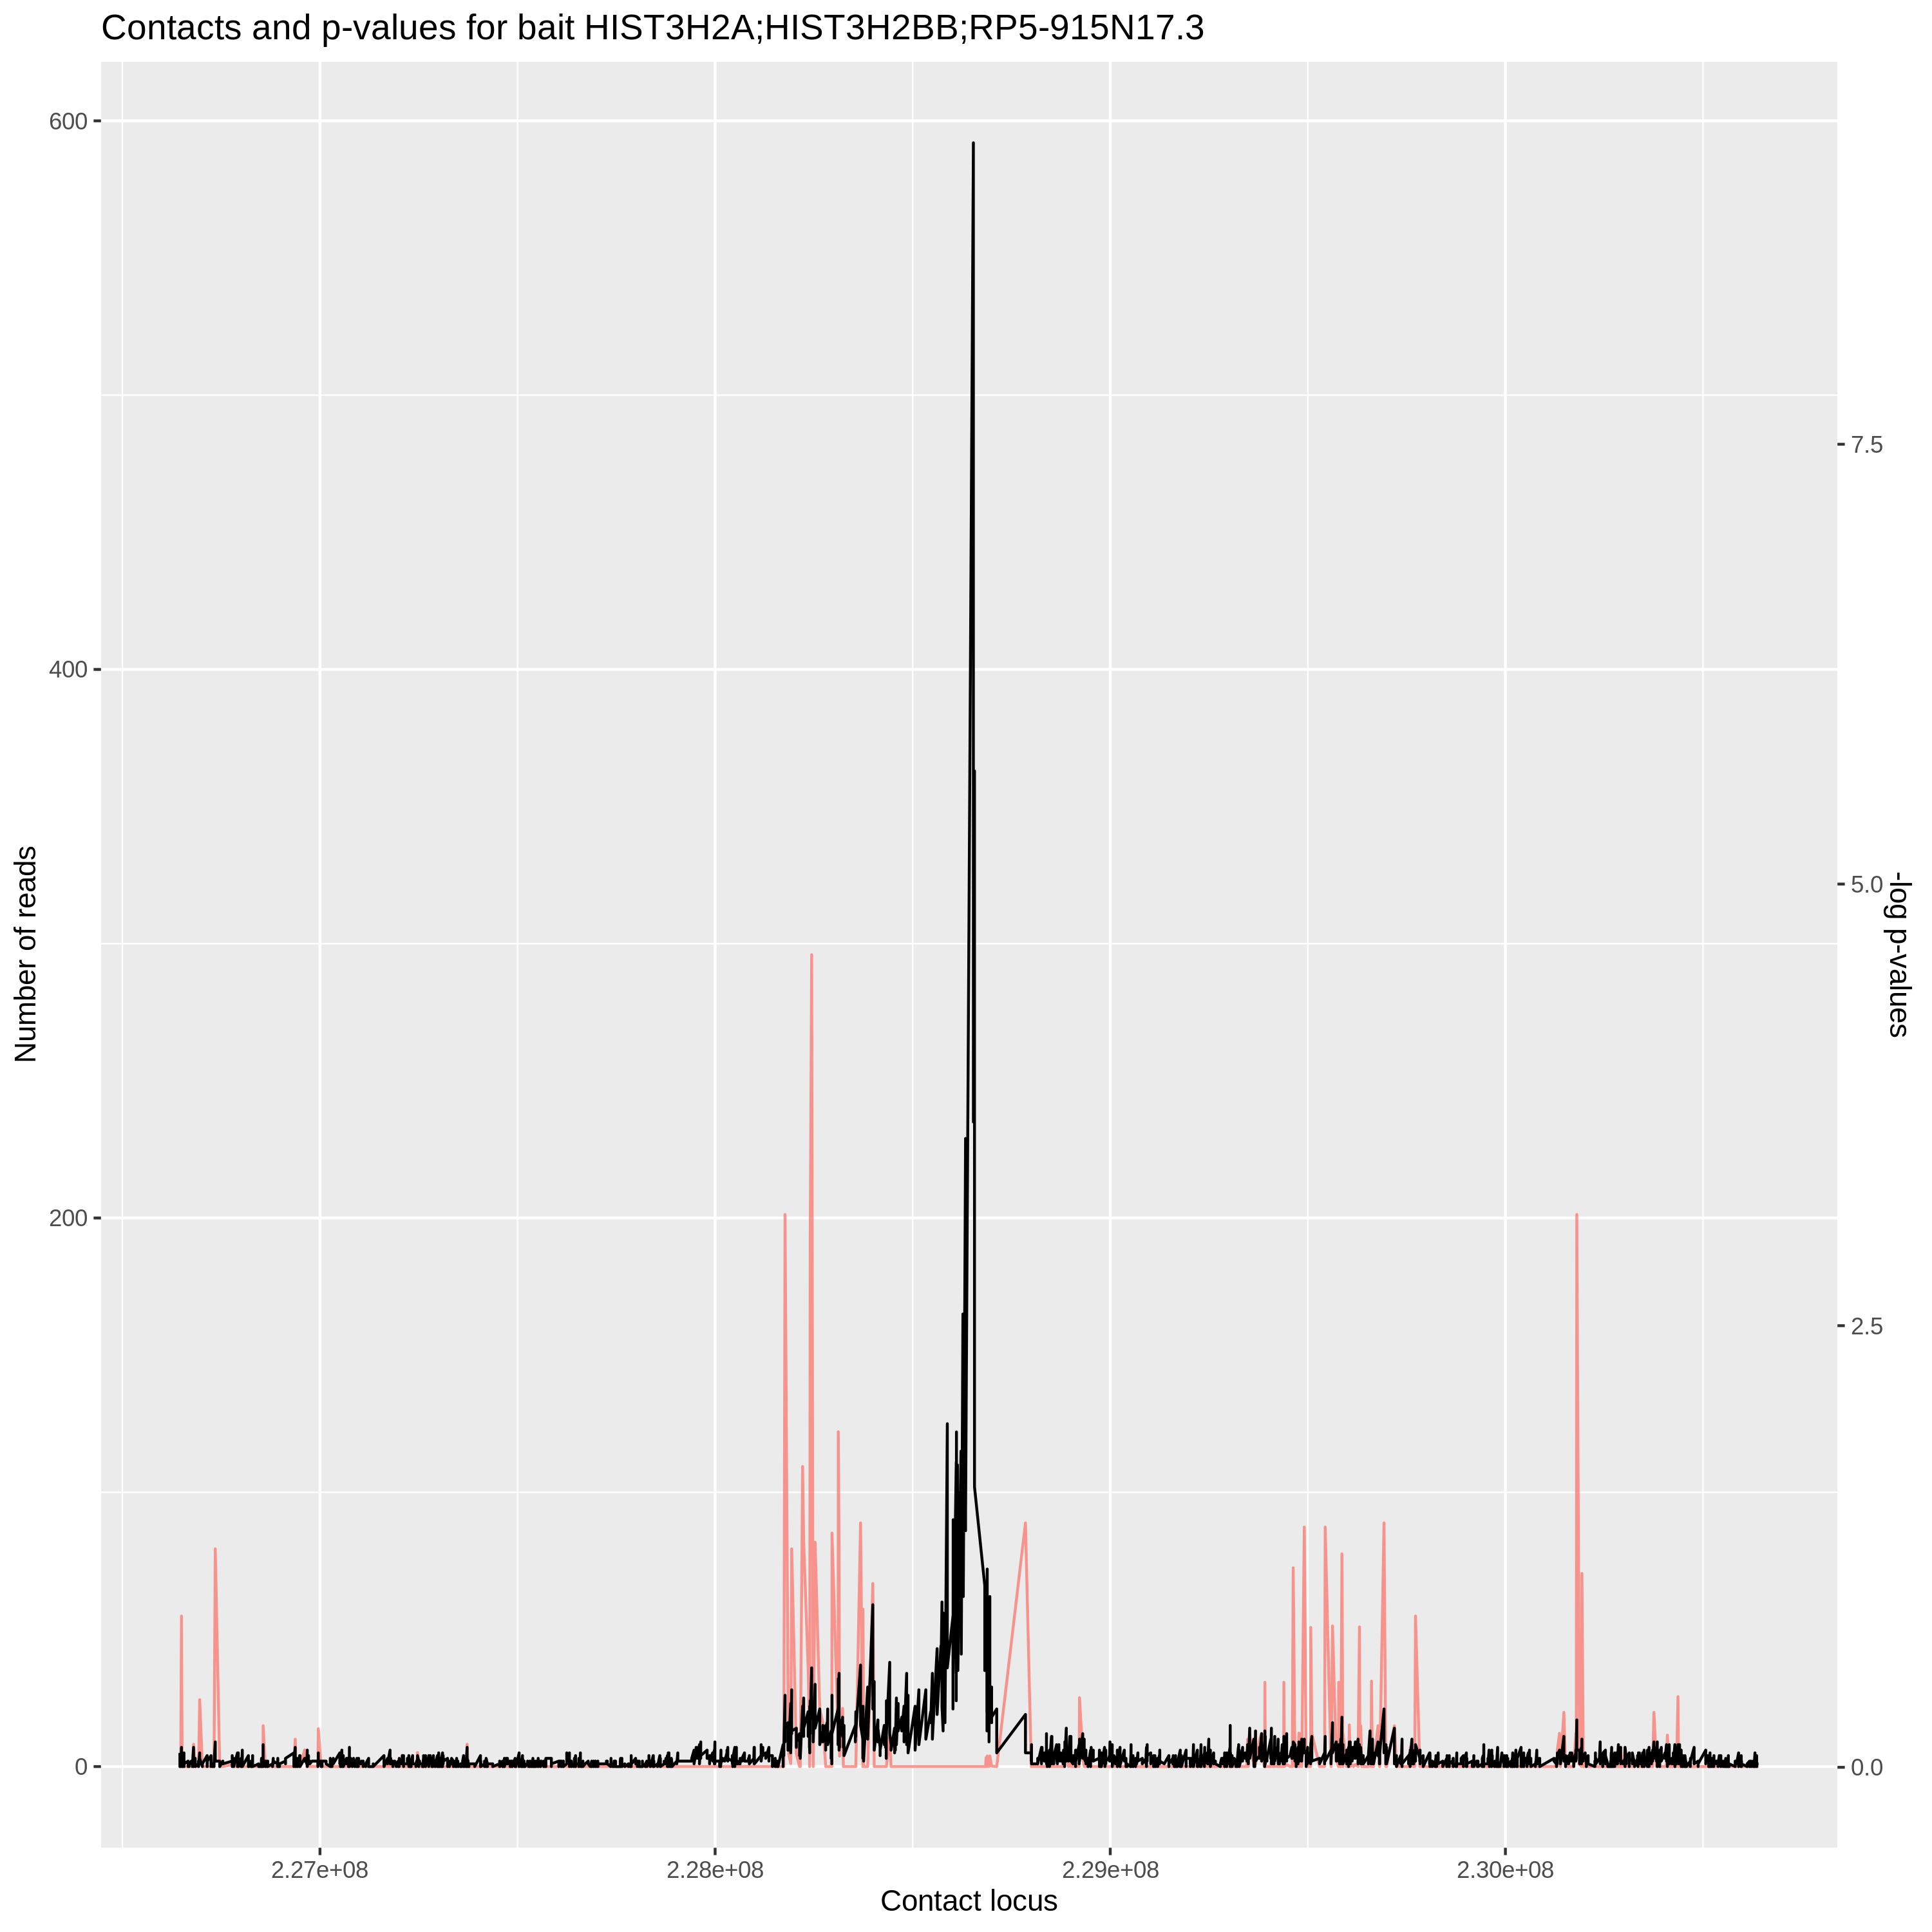 Contacts and p-values for bait HIST3H2A;HIST3H2BB;RP5-915N17.3
600
400
200
0
Number of reads
7.5
5.0
2.5
0.0
-log p-values
2.27e+08
2.28e+08
2.29e+08
2.30e+08
Contact locus